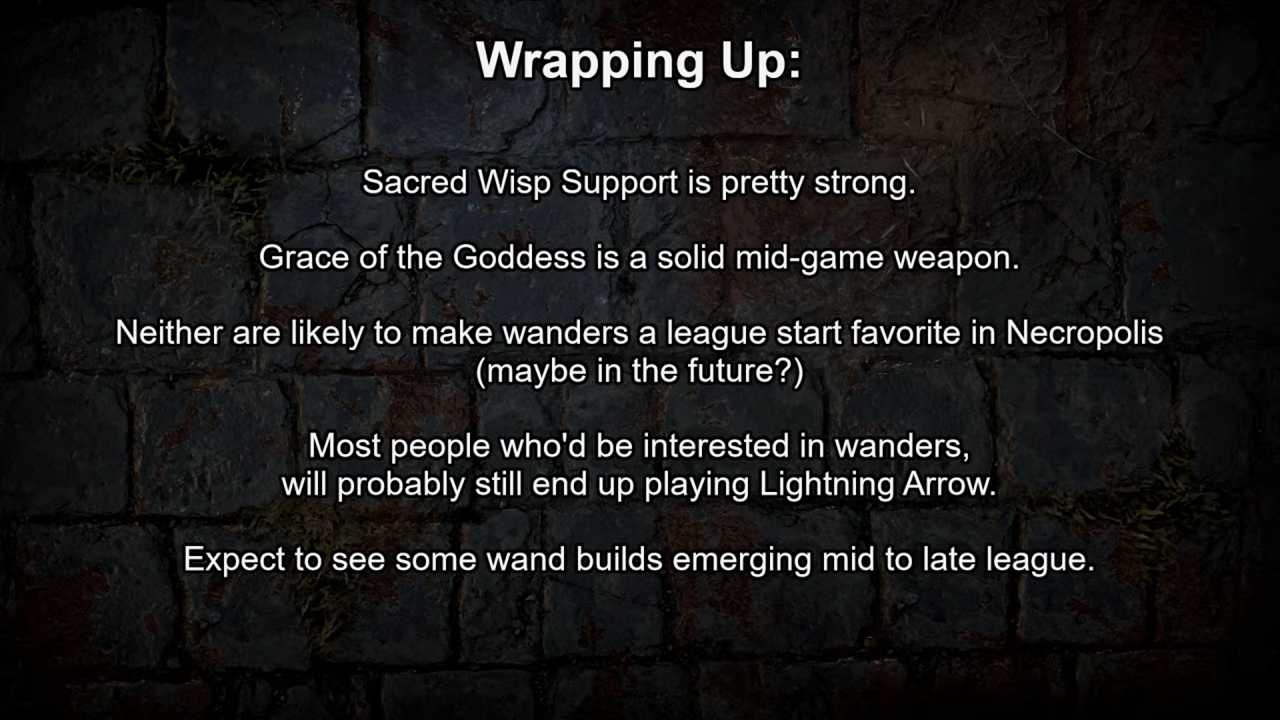 Wrapping Up:
Sacred Wisp Support is pretty strong.
Grace of the Goddess is a solid mid-game weapon.
Neither are likely to make wanders a league start favorite in Necropolis
(maybe in the future?)
Most people who'd be interested in wanders,
will probably still end up playing Lightning Arrow.
Expect to see some wand builds emerging mid to late league.